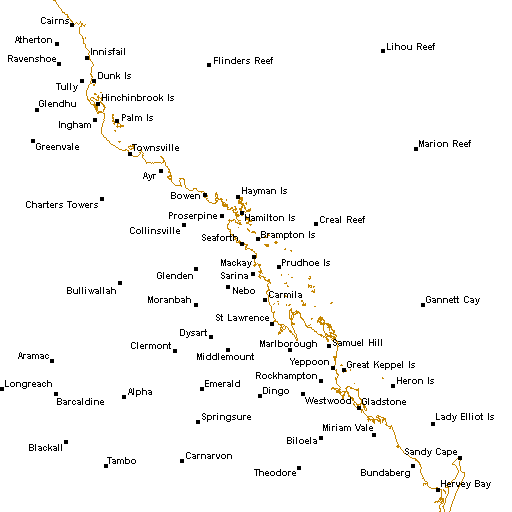 Cairns
Atherton
Lihou Reef
Innisfail
Ravenshoe
Flinders Reef
Dunk Is
Tully
Hinchinbrook Is
Glendhu
Palm Is
Ingham
Greenvale
Marion Reef
Townsville
Ayr
Hayman Is
Bowen
Charters Towers
Proserpine
Hamilton Is
Creal Reef
Collinsville
Brampton Is
Seaforth
Mackay
Prudhoe Is
Glenden
Sarina
Bulliwallah
Nebo
Carmila
Moranbah
Gannett Cay
St Lawrence
Dysart
Samuel Hill
Clermont
Middlemount
Marlborough
Aramac
Yeppoon
Great Keppel Is
Rockhampton
Heron Is
Longreach
Emerald
Alpha
Dingo
Barcaldine
Westwood
Gladstone
Springsure
Lady Elliot Is
Miriam Vale
Biloela
Blackall
Sandy Cape
Carnarvon
Tambo
Theodore
Bundaberg
Hervey Bay